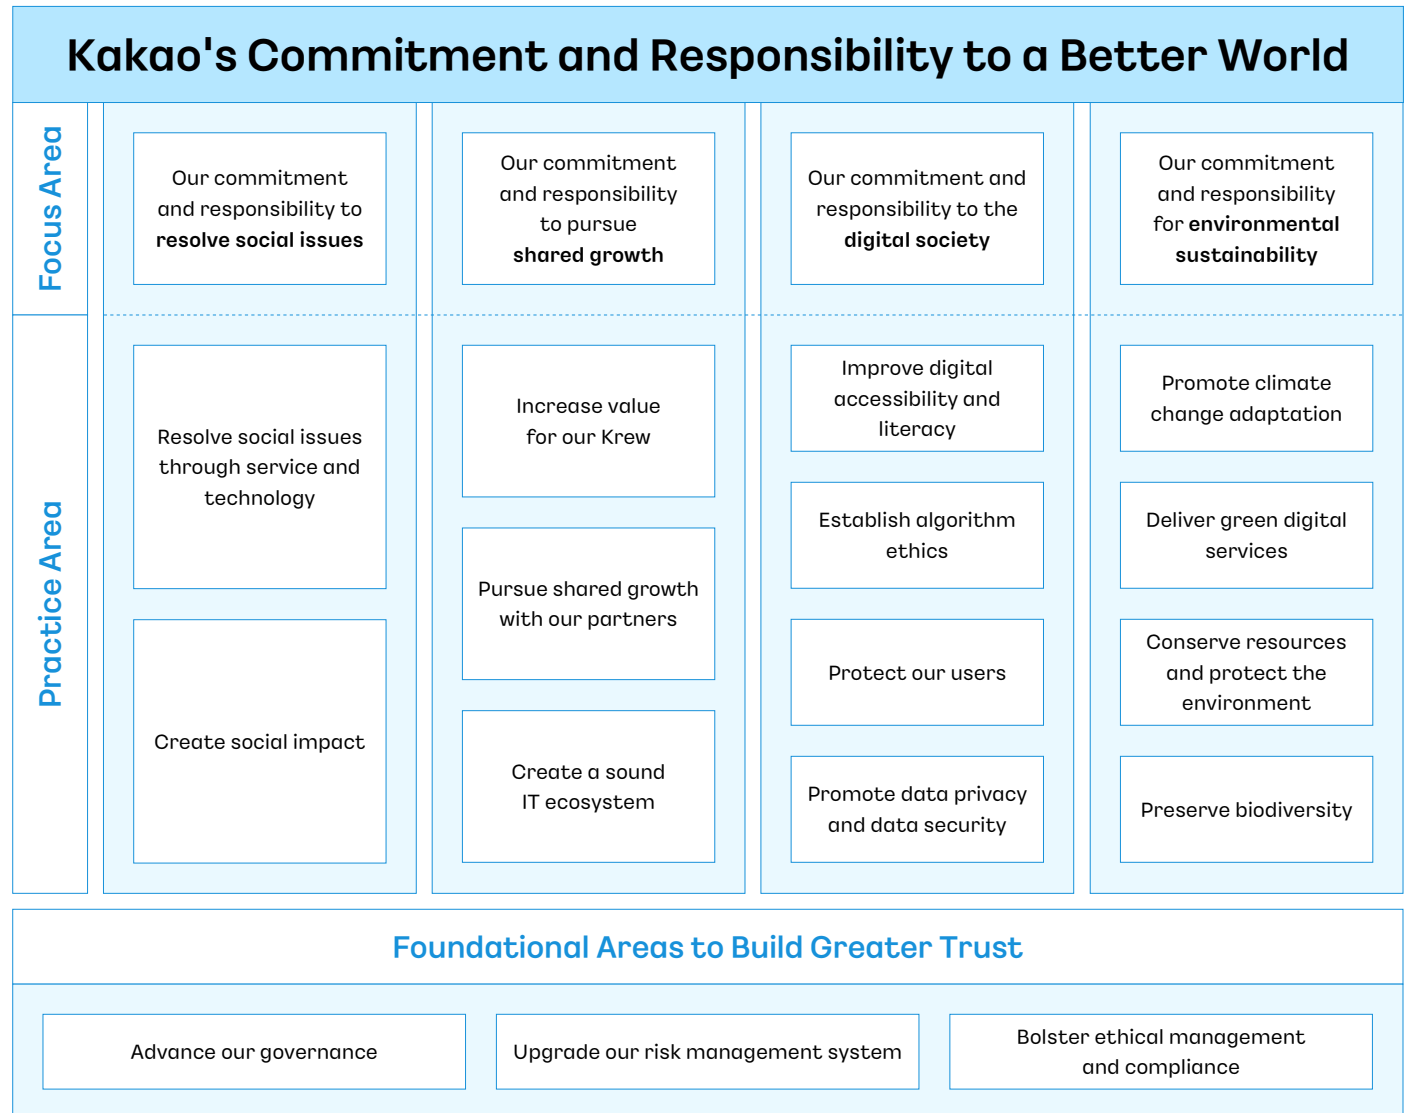 Kakao's Commitment and Responsibility to a Better World
Focus Area
Our commitment
and responsibility to
resolve social issues
Our commitment
and responsibility
to pursue
shared growth
Our commitment and
responsibility to the
digital society
Our commitment
and responsibility
for environmental
sustainability
Practice Area
Resolve social issues
through service and
technology
Create social impact
Increase value
for our Krew
Pursue shared growth
with our partners
Create a sound
IT ecosystem
Improve digital
accessibility and
literacy
Establish algorithm
ethics
Protect our users
Promote data privacy
and data security
Promote climate
change adaptation
Deliver green digital
services
Conserve resources
and protect the
environment
Preserve biodiversity
Foundational Areas to Build Greater Trust
Advance our governance
Upgrade our risk management system
Bolster ethical management
and compliance